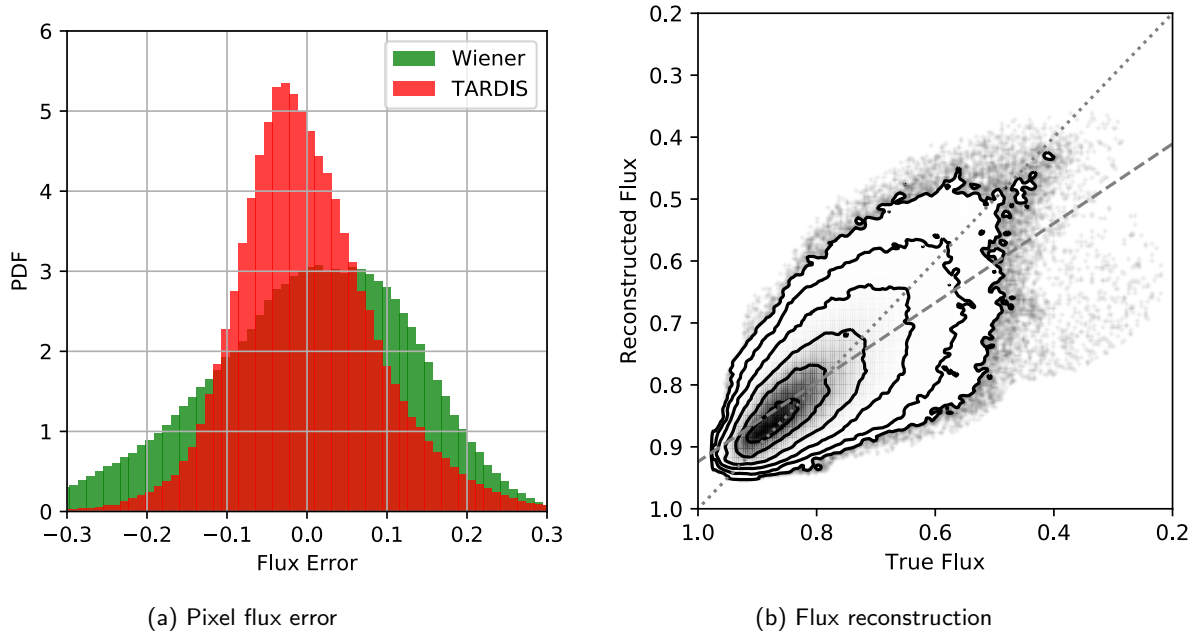 6
5
4
3
2
1
0
PDF
−0.3 −0.2 −0.1 0.0 0.1 0.2 0.3
Flux Error
Wiener
TARDIS
(a) Pixel flux error
0.2
0.3
0.4
0.5
0.6
0.7
0.8
0.9
1.0
Reconstructed Flux
1.0 0.8 0.6 0.4 0.2
True Flux
(b) Flux reconstruction